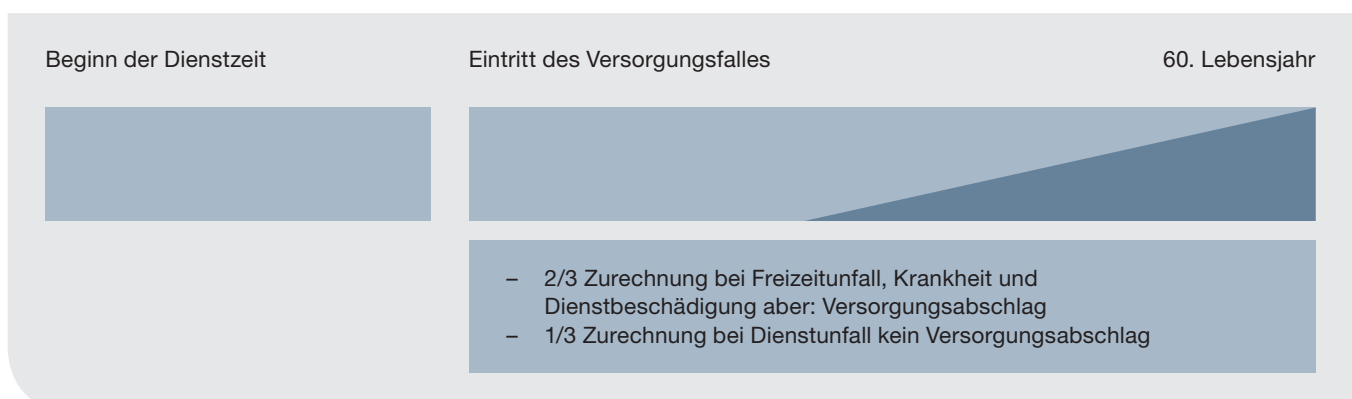 Beginn der Dienstzeit
Eintritt des Versorgungsfalles
60. Lebensjahr
– 2/3 Zurechnung bei Freizeitunfall, Krankheit und
Dienstbeschädigung aber: Versorgungsabschlag
– 1/3 Zurechnung bei Dienstunfall kein Versorgungsabschlag